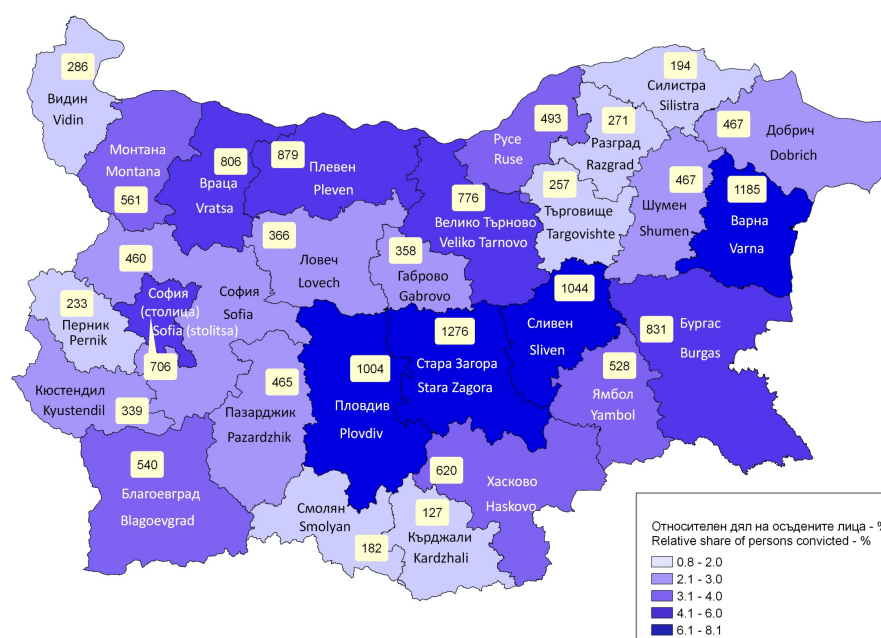 286
Видин
Vidin
194
Силистра
Silistra
271
Разград
Razgrad
493
Русе
Ruse
467
Добрич
Dobrich
Монтана
Montana
561
806
Враца
Vratsa
879
Плевен
Pleven
776
Велико Търново
Veliko Tarnovo
257
Търговище
Targovishte
467
Шумен
Shumen
1185
Варна
Varna
366
Ловеч
Lovech
358
Габрово
Gabrovo
460
София
Sofia
София
(столица)
Sofia (stolitsa)
706
233
Перник
Pernik
Кюстендил
Kyustendil
339
465
Пазарджик
Pazardzhik
1004
Пловдив
Plovdiv
1276
Стара Загора
Stara Zagora
1044
Сливен
Sliven
831
Бургас
Burgas
528
Ямбол
Yambol
540
Благоевград
Blagoevgrad
Смолян
Smolyan
182
127
Кърджали
Kardzhali
620
Хасково
Haskovo
Относителен дял на осъдените лица - %
Relative share of persons convicted - %
0.8 - 2.0
2.1 - 3.0
3.1 - 4.0
4.1 - 6.0
6.1 - 8.1